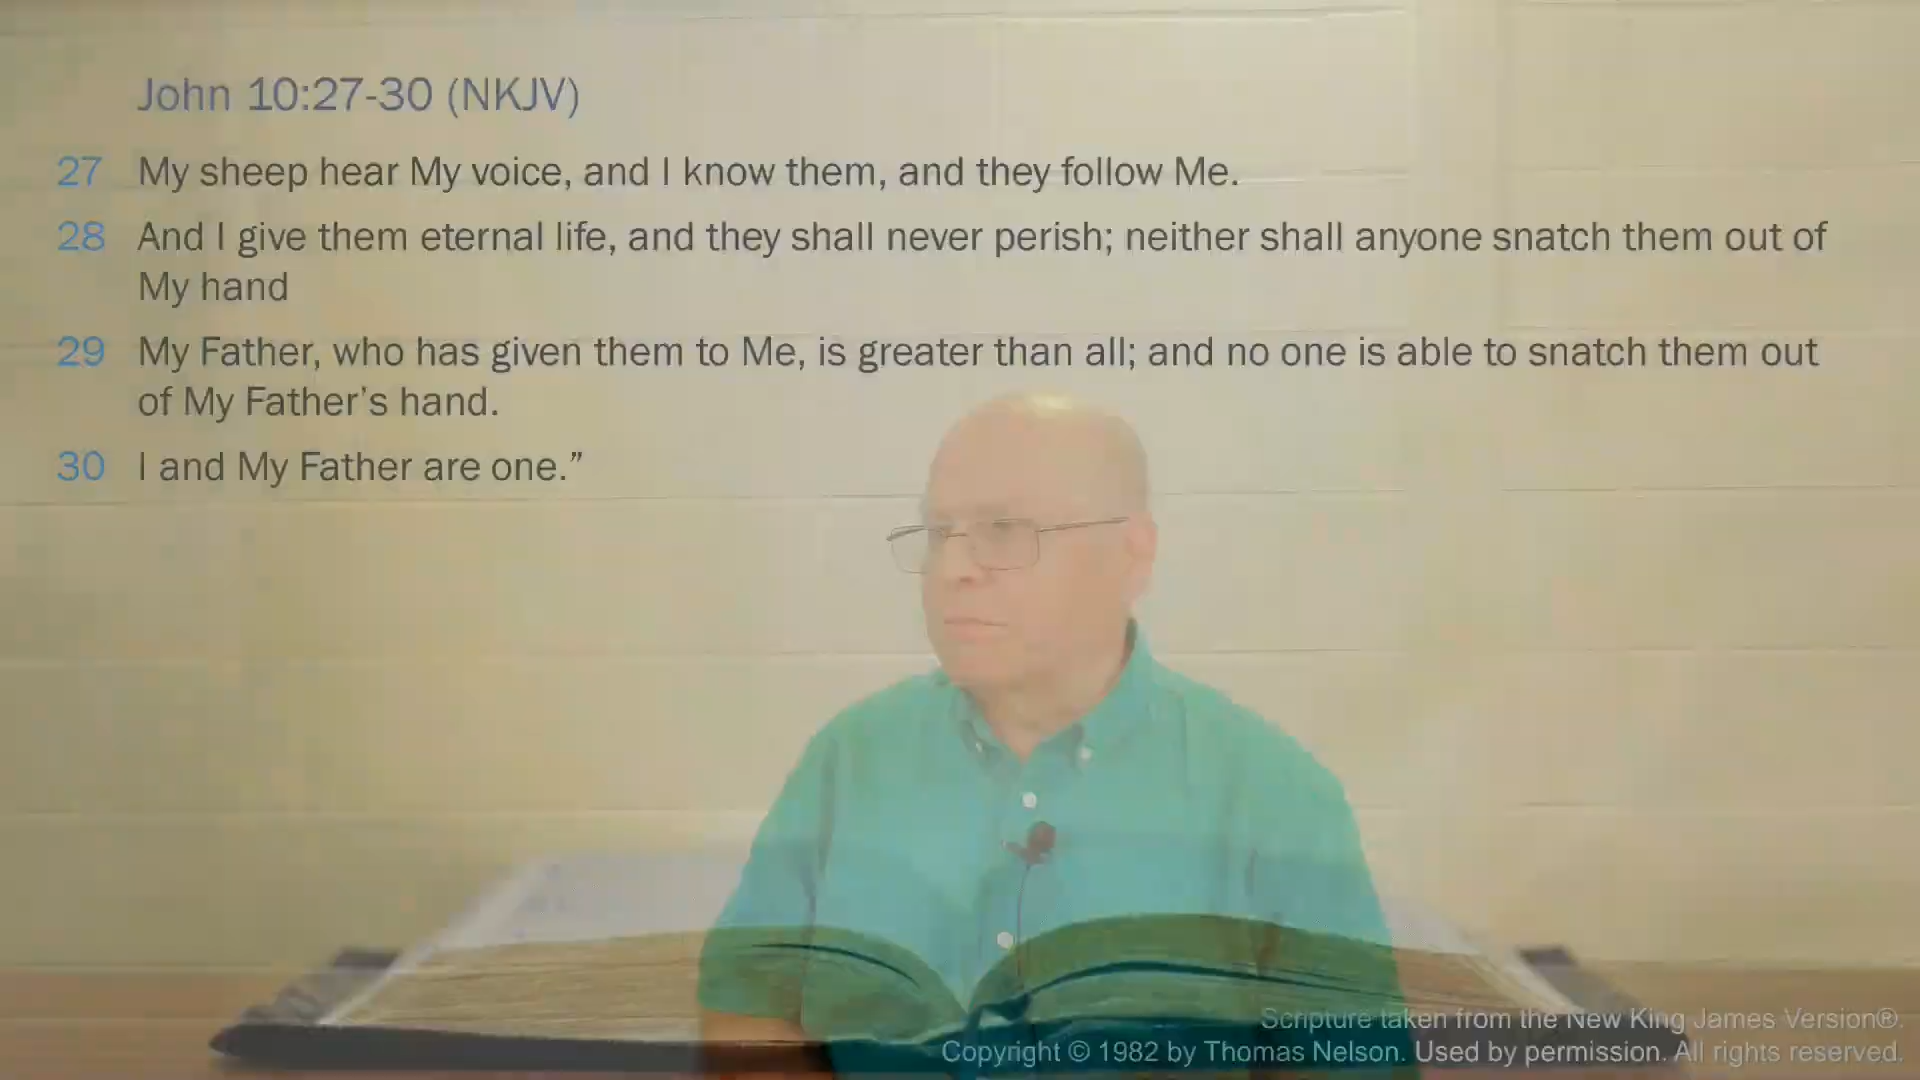 John 10:27-30 (NKJV)
27 My sheep hear My voice, and I know them, and they follow Me.
28 And I give them eternal life, and they shall never perish; neither shall anyone snatch them out of
My hand
29 My Father, who has given them to Me, is greater than all; and no one is able to snatch them out
of My Father’s hand.
30 I and My Father are one.”
Scripture taken from the New King James Version®.
Copyright © 1982 by Thomas Nelson. Used by permission. All rights reserved.